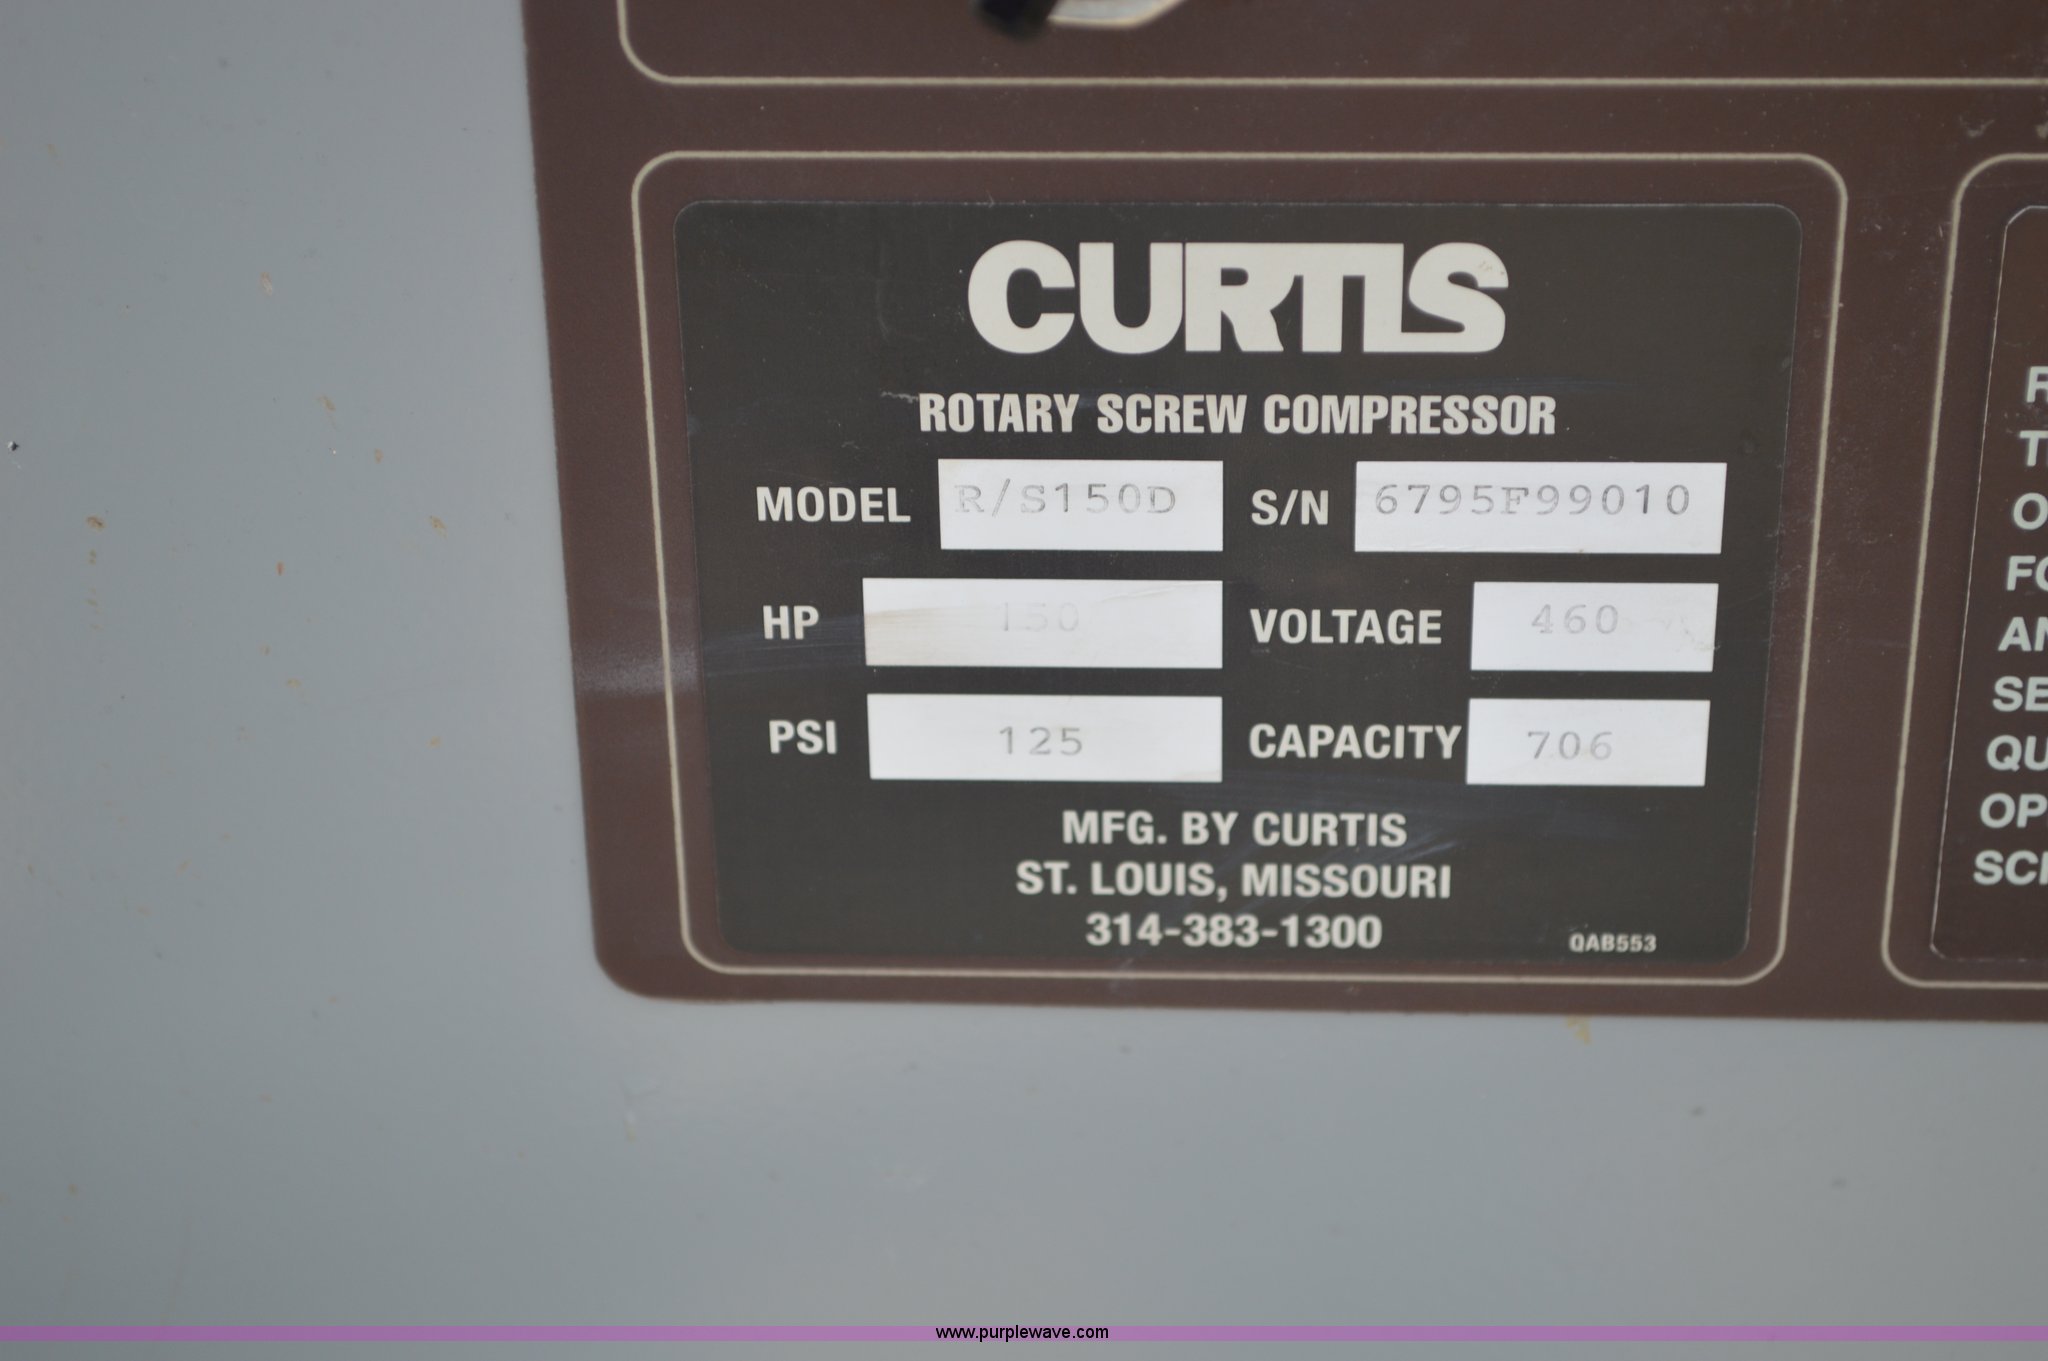 CURTIS
ROTARY SCREW COMPRESSOR
MODEL R/S150D S/N 6795F99010
HP 150 VOLTAGE 460
PSI 125 CAPACITY 706
MFG. BY CURTIS
ST. LOUIS, MISSOURI
314-383-1300
QAB553
www.purplewave.com